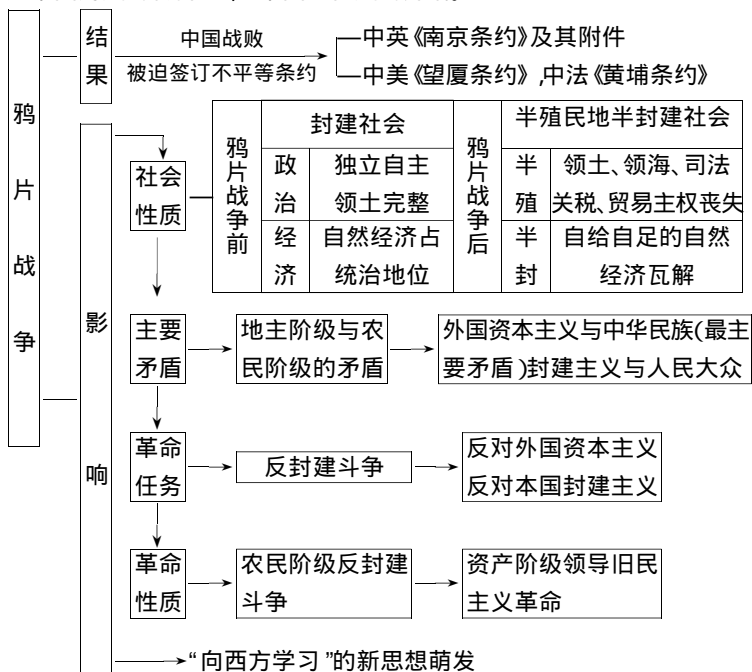 鸦片战争
结果
中国战败
被迫签订不平等条约
中英《南京条约》及其附件
中美《望厦条约》,中法《黄埔条约》
影响
社会
性质
鸦片战争前
封建社会
政治
独立自主
领土完整
经济
自然经济占
统治地位
鸦片战争后
半殖民地半封建社会
半殖
领土、领海、司法
关税、贸易主权丧失
半封
自给自足的自然
经济瓦解
主要
矛盾
地主阶级与农
民阶级的矛盾
外国资本主义与中华民族(最主
要矛盾)封建主义与人民大众
革命
任务
反封建斗争
反对外国资本主义
反对本国封建主义
革命
性质
农民阶级反封建
斗争
资产阶级领导旧民
主义革命
“向西方学习”的新思想萌发